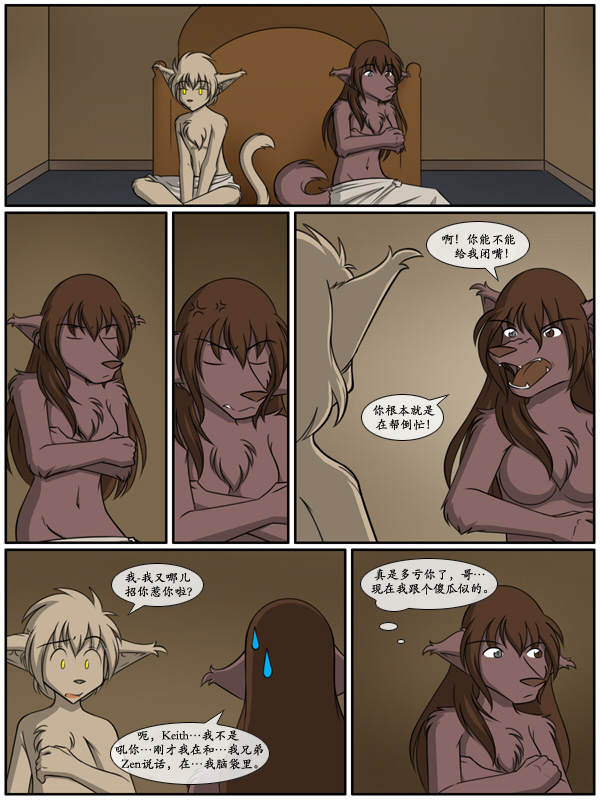 啊！你能不能
给我闭嘴！
你根本就是
在帮倒忙！
我-我又哪儿
招你惹你啦？
呃，Keith…我不是
吼你…刚才我在和…我兄弟
Zen说话，在…我脑袋里。
真是多亏你了，哥…
现在我跟个傻瓜似的。